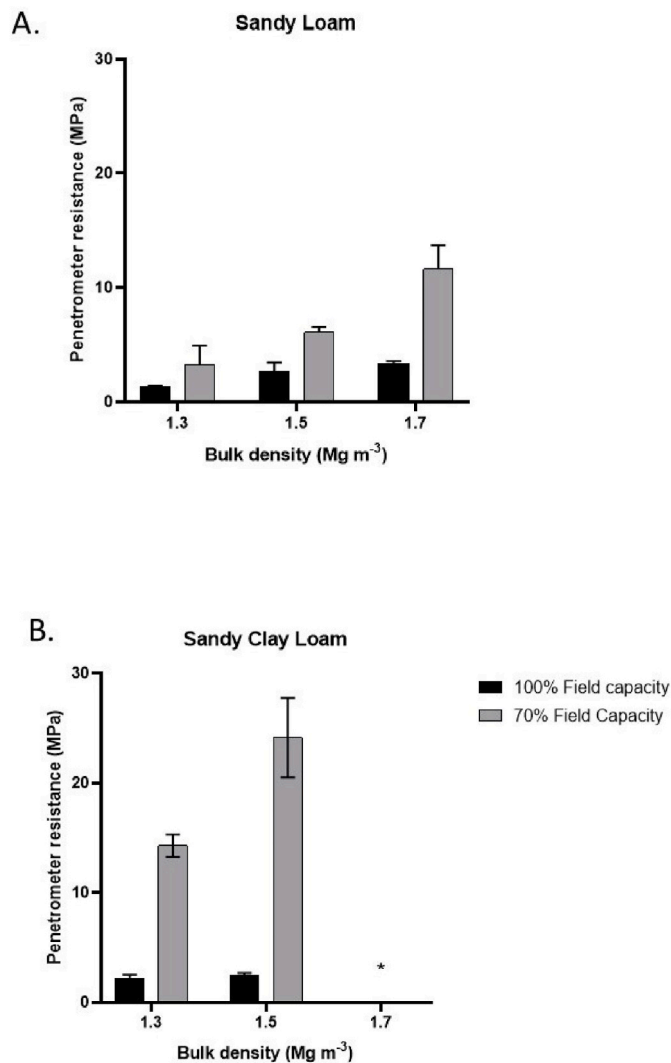 A.
Sandy Loam
Penetrometer resistance (MPa)
30
20
10
0
1.3 1.5 1.7
Bulk density (Mg m⁻³)
B.
Sandy Clay Loam
Penetrometer resistance (MPa)
30
20
10
0
*
1.3 1.5 1.7
Bulk density (Mg m⁻³)
100% Field capacity
70% Field Capacity